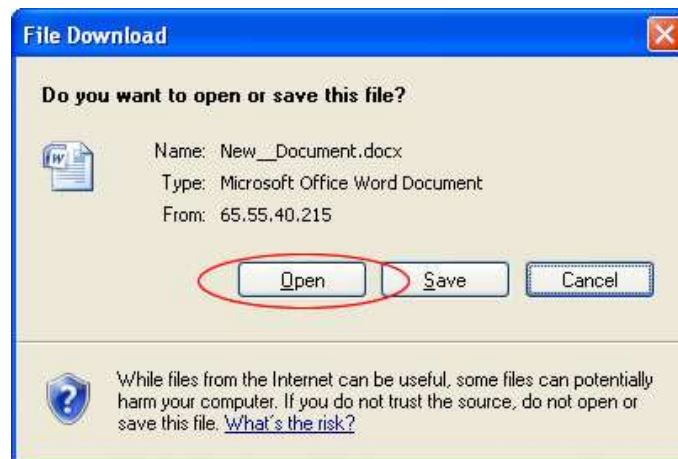 File Download
Do you want to open or save this file?
Name: New__Document.docx
Type: Microsoft Office Word Document
From: 65.55.40.215
Open Save Cancel
While files from the Internet can be useful, some files can potentially
harm your computer. If you do not trust the source, do not open or
save this file. What's the risk?